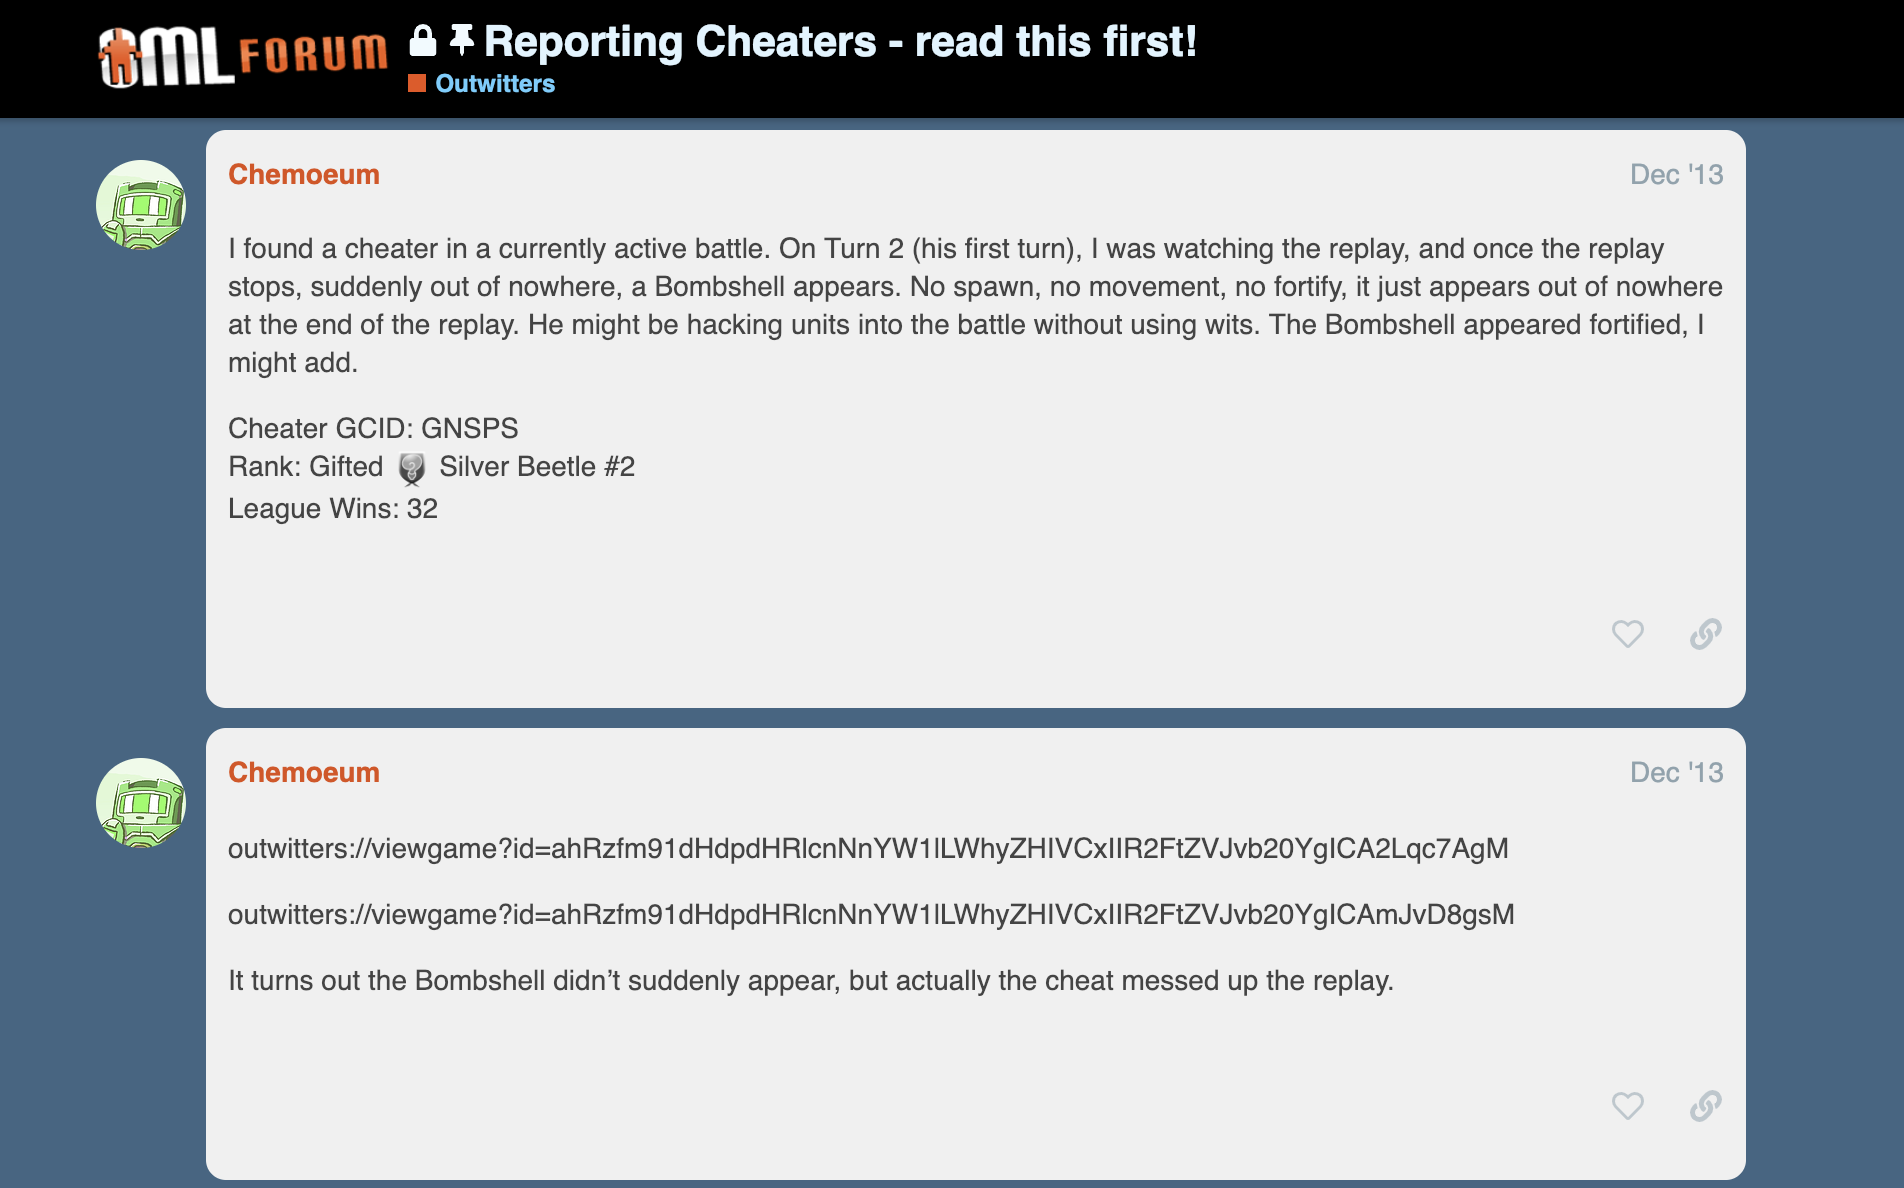 OML FORUM
Reporting Cheaters - read this first!
Outwitters
Chemoeum
Dec '13
I found a cheater in a currently active battle. On Turn 2 (his first turn), I was watching the replay, and once the replay
stops, suddenly out of nowhere, a Bombshell appears. No spawn, no movement, no fortify, it just appears out of nowhere
at the end of the replay. He might be hacking units into the battle without using wits. The Bombshell appeared fortified, I
might add.
Cheater GCID: GNSPS
Rank: Gifted Silver Beetle #2
League Wins: 32
Chemoeum
Dec '13
outwitters://viewgame?id=ahRzfm91dHdpdHRlcnNnYW1lLWhyZHIVCxIIR2FtZVJvb20YgICA2Lqc7AgM
outwitters://viewgame?id=ahRzfm91dHdpdHRlcnNnYW1lLWhyZHIVCxIIR2FtZVJvb20YgICAmJvD8gsM
It turns out the Bombshell didn’t suddenly appear, but actually the cheat messed up the replay.